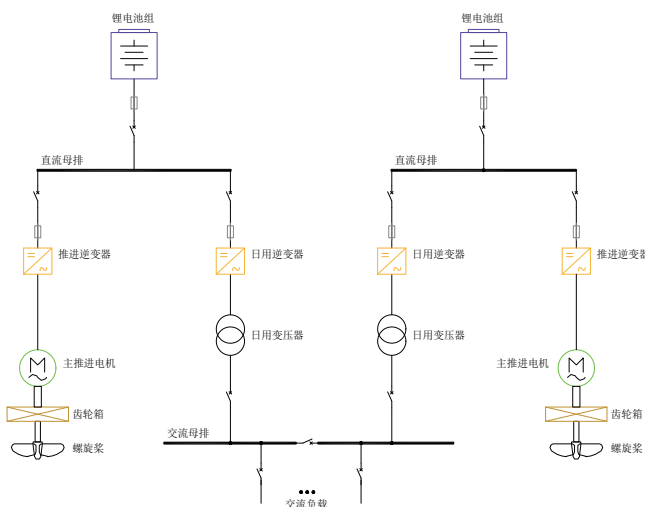 锂电池组 锂电池组
直流母排 直流母排
推进逆变器 日用逆变器 日用逆变器 推进逆变器
日用变压器 日用变压器
主推进电机 主推进电机
M M
齿轮箱 齿轮箱
交流母排
螺旋桨 螺旋桨
交流负载